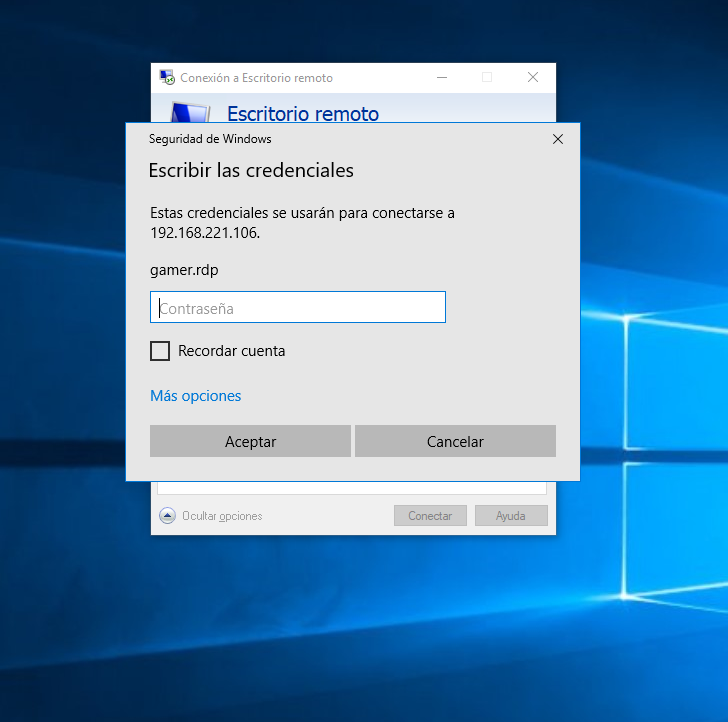 Conexión a Escritorio remoto
Escritorio remoto
Seguridad de Windows
Escribir las credenciales
Estas credenciales se usarán para conectarse a
192.168.221.106.
gamer.rdp
Contraseña
Recordar cuenta
Más opciones
Aceptar
Cancelar
Ocultar opciones
Conectar
Ayuda